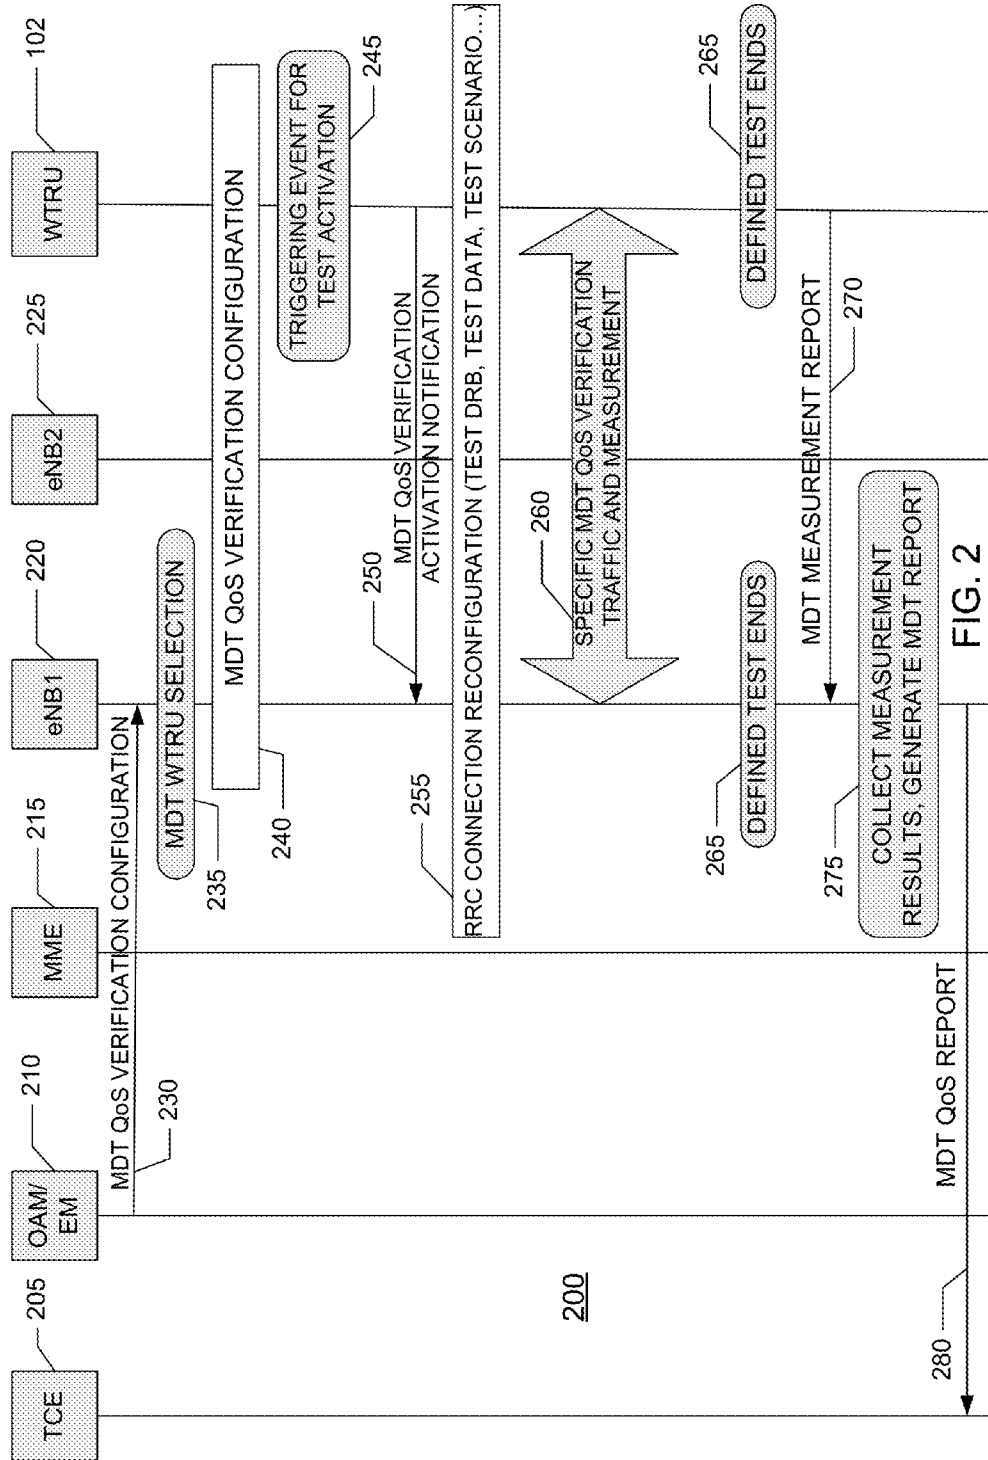 205
210
215
220
225
102
TCE
OAM/
EM
MME
eNB1
eNB2
WTRU
MDT QoS VERIFICATION CONFIGURATION
230
MDT WTRU SELECTION
235
MDT QoS VERIFICATION CONFIGURATION
240
TRIGGERING EVENT FOR
TEST ACTIVATION
245
250
MDT QoS VERIFICATION
ACTIVATION NOTIFICATION
255
RRC CONNECTION RECONFIGURATION (TEST DRB, TEST DATA, TEST SCENARIO...)
260
SPECIFIC MDT QoS VERIFICATION
TRAFFIC AND MEASUREMENT
200
265
DEFINED TEST ENDS
265
DEFINED TEST ENDS
MDT MEASUREMENT REPORT
270
275
COLLECT MEASUREMENT
RESULTS, GENERATE MDT REPORT
MDT QoS REPORT
280
FIG. 2